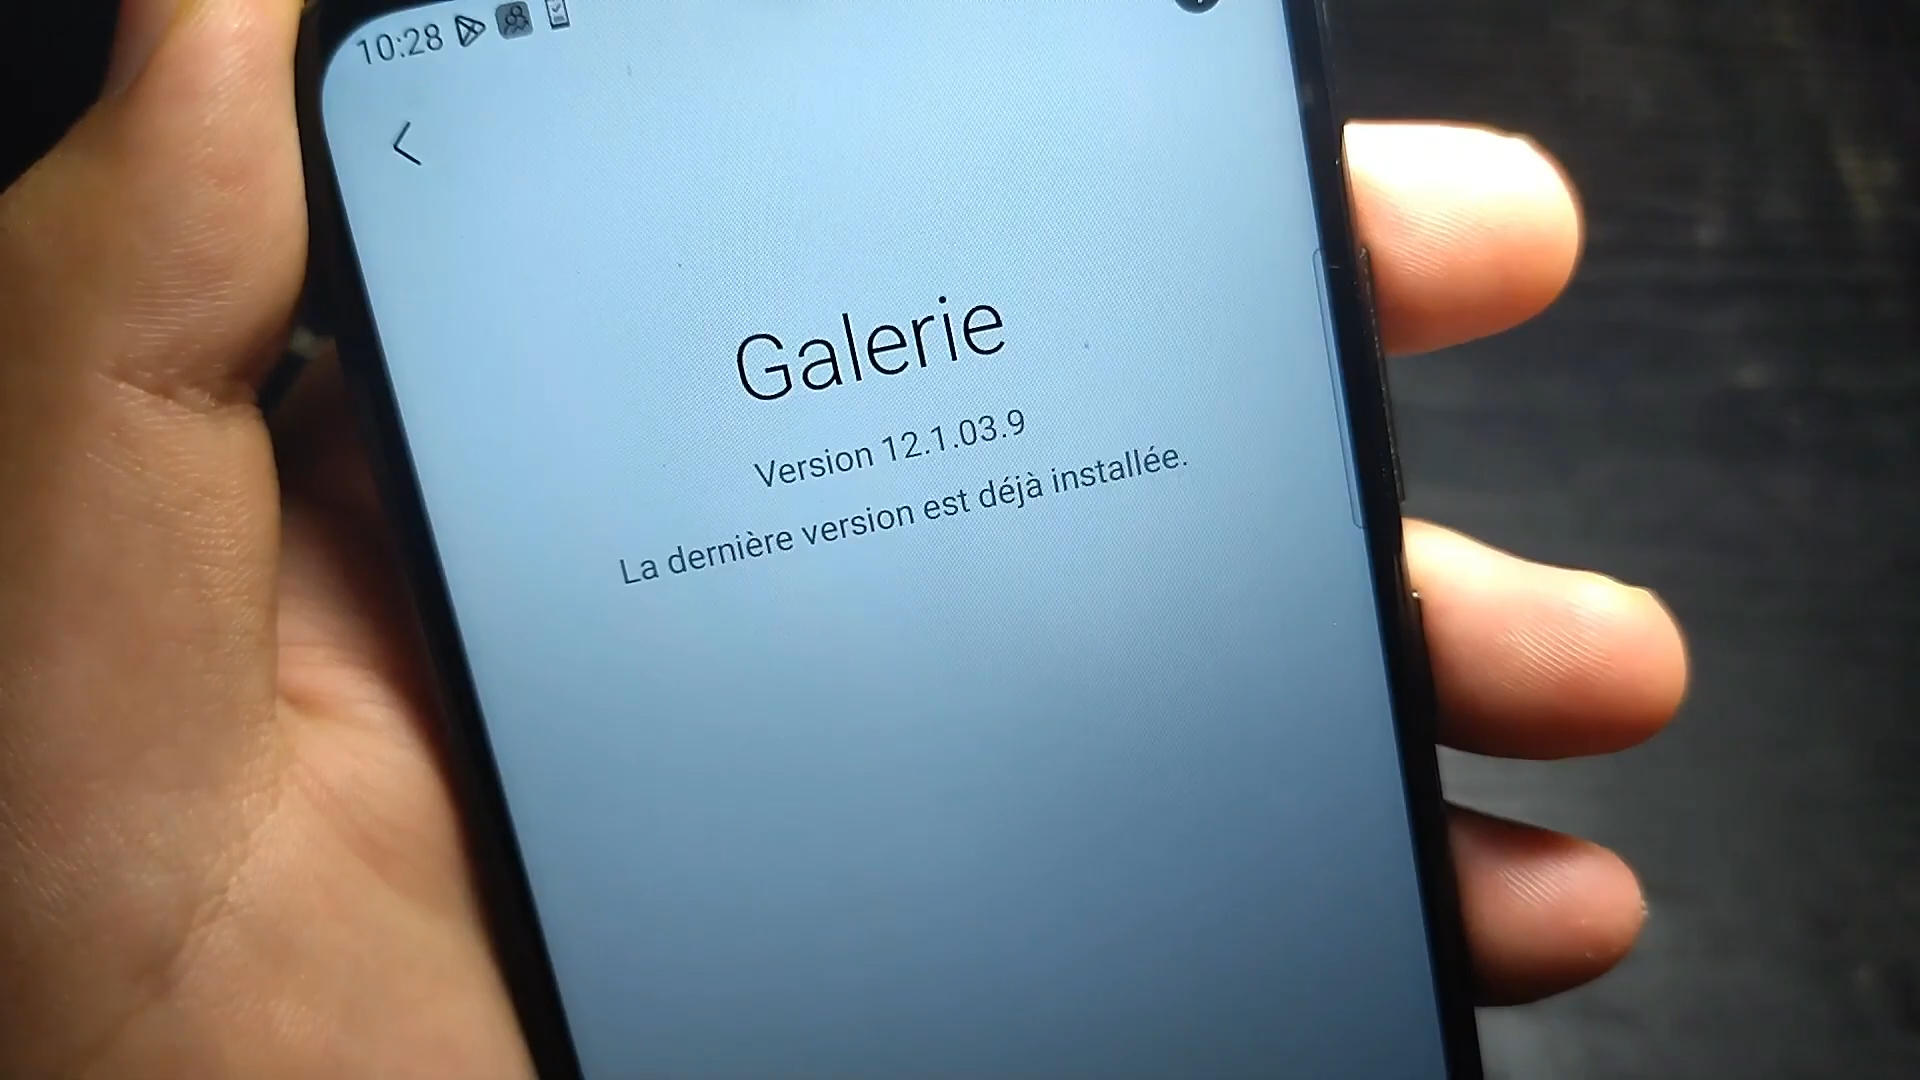 10:28
Galerie
Version 12.1.03.9
La dernière version est déjà installée.